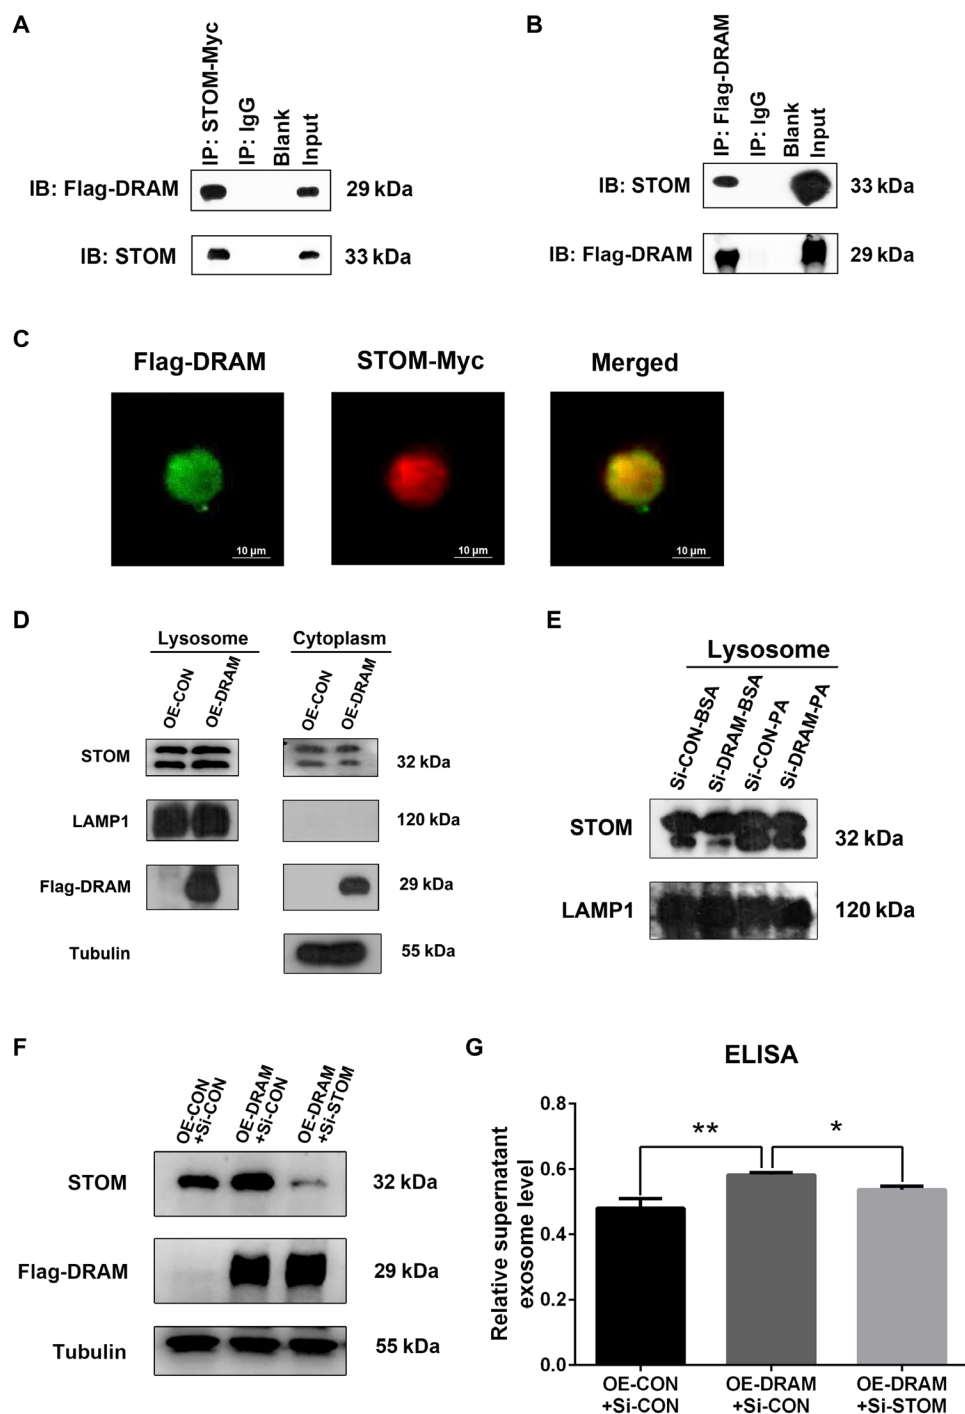 A
IP: STOM-Myc
IP: IgG
Blank
Input
IB: Flag-DRAM
29 kDa
IB: STOM
33 kDa
B
IP: Flag-DRAM
IP: IgG
Blank
Input
IB: STOM
33 kDa
IB: Flag-DRAM
29 kDa
C
Flag-DRAM
STOM-Myc
Merged
10 µm
10 µm
10 µm
D
Lysosome
Cytoplasm
OE-CON
OE-DRAM
OE-CON
OE-DRAM
STOM
32 kDa
LAMP1
120 kDa
Flag-DRAM
29 kDa
Tubulin
55 kDa
E
Lysosome
Si-CON-BSA
Si-DRAM-BSA
Si-CON-PA
Si-DRAM-PA
STOM
32 kDa
LAMP1
120 kDa
F
OE-CON
+Si-CON
OE-DRAM
+Si-CON
OE-DRAM
+Si-STOM
STOM
32 kDa
Flag-DRAM
29 kDa
Tubulin
55 kDa
G
ELISA
Relative supernatant
exosome level
0.8
0.6
0.4
0.2
0.0
**
*
OE-CON
+Si-CON
OE-DRAM
+Si-CON
OE-DRAM
+Si-STOM